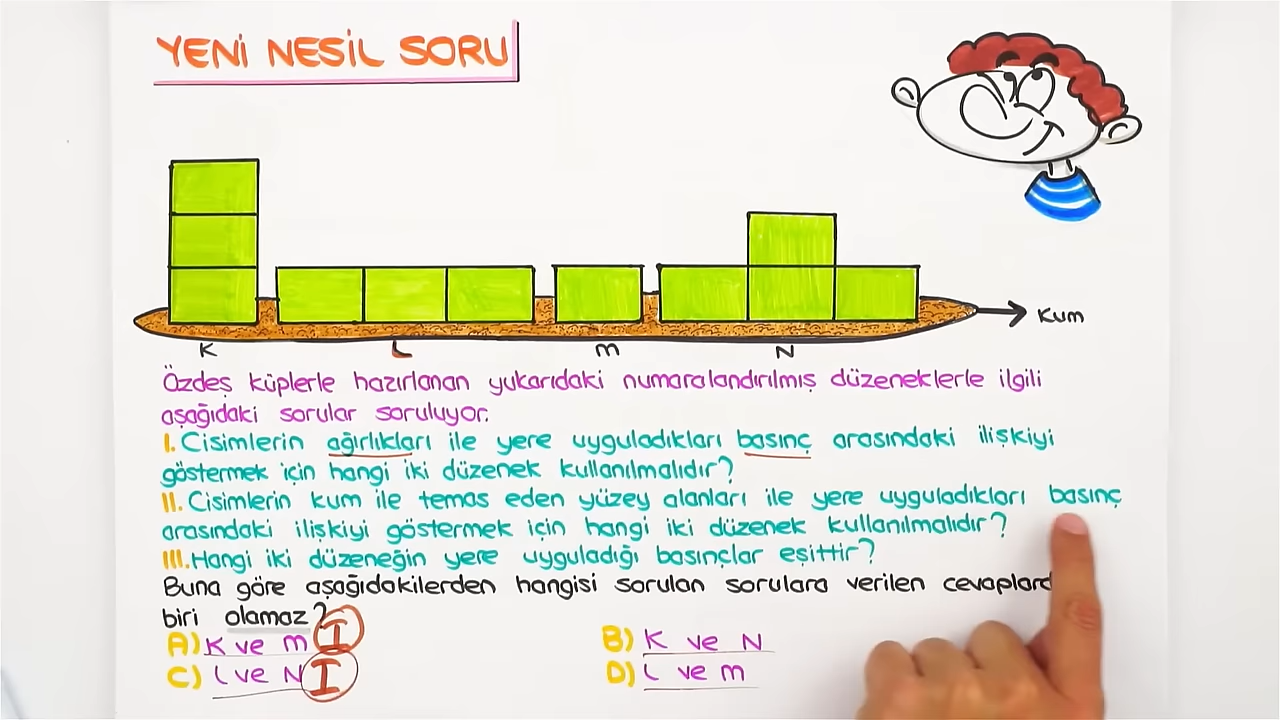 YENİ NESİL SORU
Kum
K L M N
Özdeş küplerle hazırlanan yukarıdaki numaralandırılmış düzeneklerle ilgili
aşağıdaki sorular soruluyor.
I. Cisimlerin ağırlıkları ile yere uyguladıkları basınç arasındaki ilişkiyi
göstermek için hangi iki düzenek kullanılmalıdır?
II. Cisimlerin kum ile temas eden yüzey alanları ile yere uyguladıkları basınç
arasındaki ilişkiyi göstermek için hangi iki düzenek kullanılmalıdır?
III. Hangi iki düzeneğin yere uyguladığı basınçlar eşittir?
Buna göre aşağıdakilerden hangisi sorulan sorulara verilen
biri olamaz?
A) K ve M I B) K ve N
C) L ve N I D) L ve M